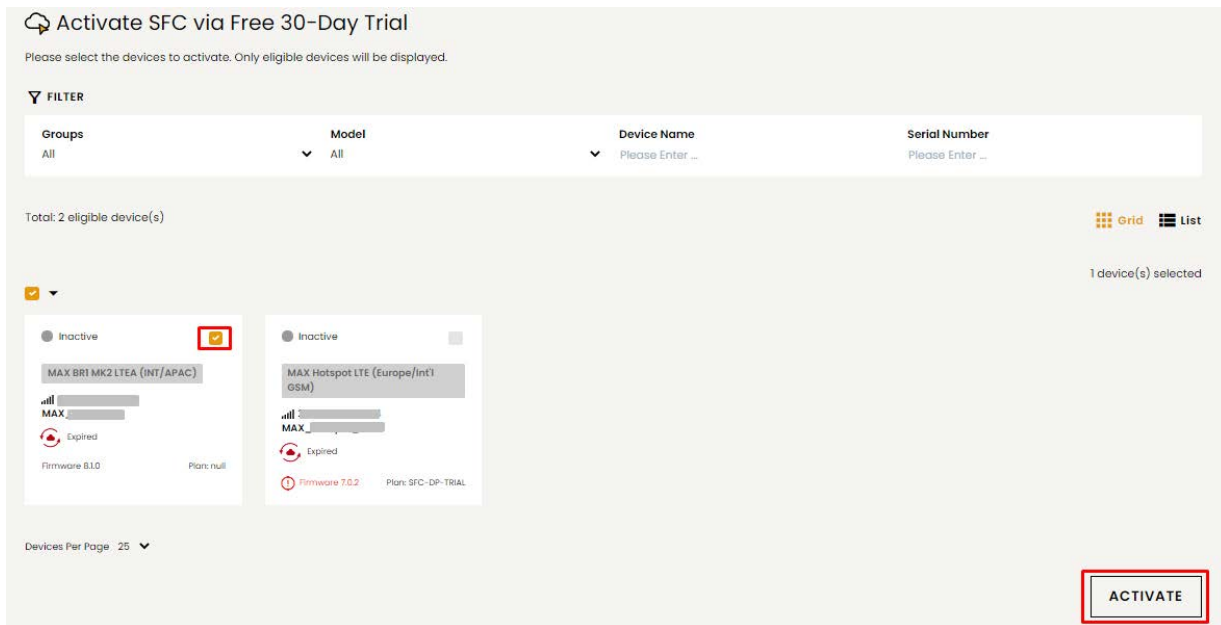 Activate SFC via Free 30-Day Trial
Please select the devices to activate. Only eligible devices will be displayed.
FILTER
Groups Model Device Name Serial Number
All All Please Enter ... Please Enter ...
Total: 2 eligible device(s)
Grid List
1 device(s) selected
Inactive
MAX BR1 MK2 LTEA (INT/APAC)
MAX_
Expired
Firmware 8.1.0 Plan: null
Inactive
MAX Hotspot LTE (Europe/Int'l
GSM)
MAX_
Expired
Firmware 7.0.2 Plan: SFC-DP-TRIAL
Devices Per Page 25
ACTIVATE